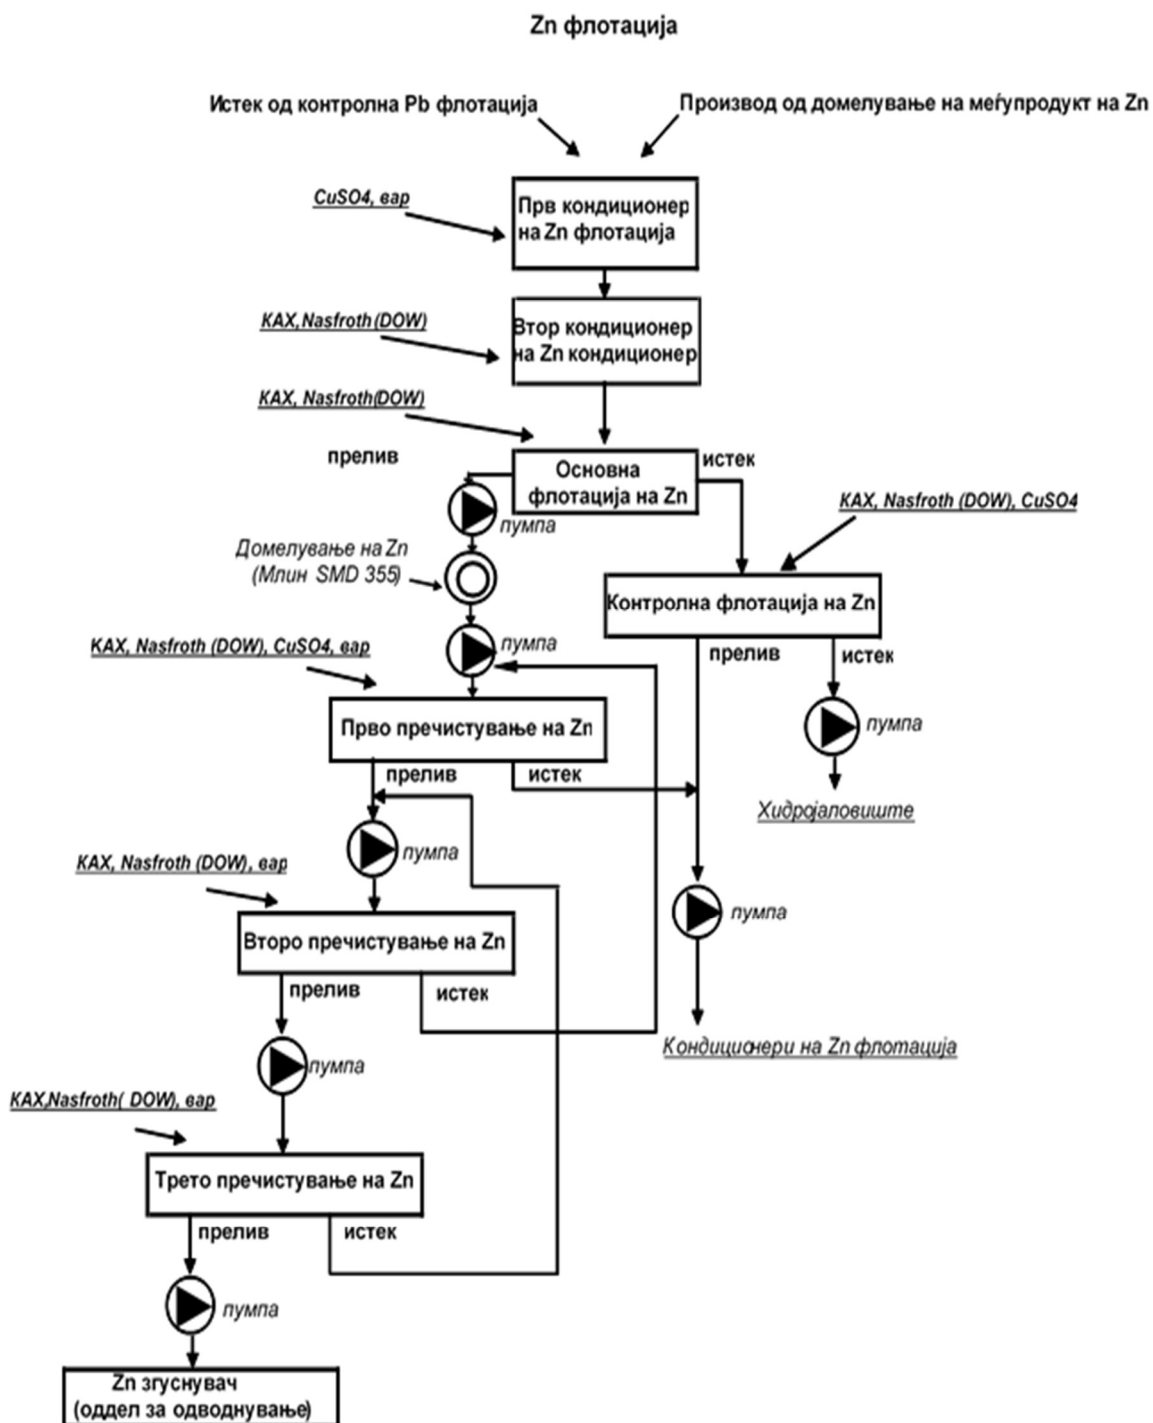 Zn флотација
Истек од контролна Pb флотација
Производ од домелување на меѓупродукт на Zn
CuSO4, вар
Прв кондиционер
на Zn флотација
KAX,Nasfroth (DOW)
Втор кондиционер
на Zn кондиционер
KAX, Nasfroth(DOW)
прелив
Основна
флотација на Zn
истек
KAX, Nasfroth (DOW), CuSO4
пумпа
Домелување на Zn
(Млин SMD 355)
Контролна флотација на Zn
KAX, Nasfroth (DOW), CuSO4, вар
пумпа
прелив
истек
Прво пречистување на Zn
пумпа
прелив
истек
Хидројаловиште
KAX, Nasfroth (DOW), вар
пумпа
пумпа
Второ пречистување на Zn
прелив
истек
Кондиционери на Zn флотација
пумпа
KAX,Nasfroth( DOW), вар
Трето пречистување на Zn
прелив
истек
пумпа
Zn згуснувач
(оддел за одводнување)